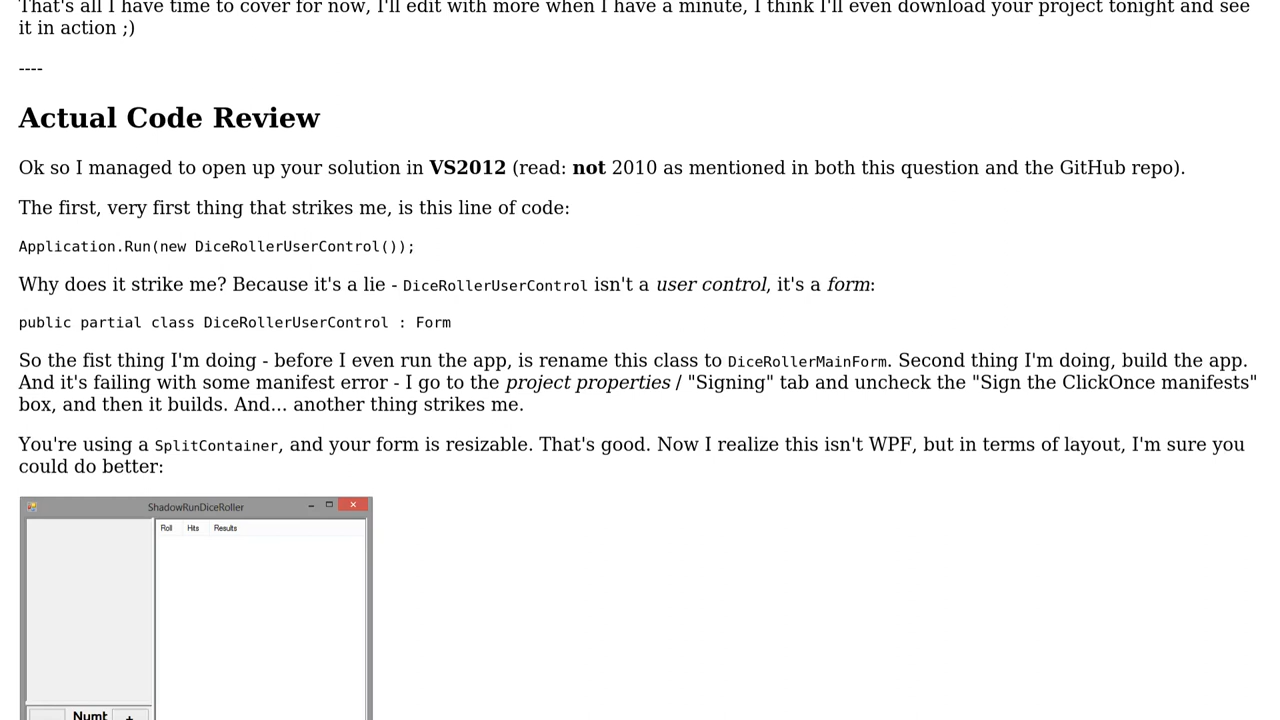 That's all I have time to cover for now, I'll edit with more when I have a minute, I think I'll even download your project tonight and see
it in action ;)
----
Actual Code Review
Ok so I managed to open up your solution in VS2012 (read: not 2010 as mentioned in both this question and the GitHub repo).
The first, very first thing that strikes me, is this line of code:
Application.Run(new DiceRollerUserControl());
Why does it strike me? Because it's a lie - DiceRollerUserControl isn't a user control, it's a form:
public partial class DiceRollerUserControl : Form
So the fist thing I'm doing - before I even run the app, is rename this class to DiceRollerMainForm. Second thing I'm doing, build the app.
And it's failing with some manifest error - I go to the project properties / "Signing" tab and uncheck the "Sign the ClickOnce manifests"
box, and then it builds. And... another thing strikes me.
You're using a SplitContainer, and your form is resizable. That's good. Now I realize this isn't WPF, but in terms of layout, I'm sure you
could do better:
ShadowRunDiceRoller
Roll Hits Results
+